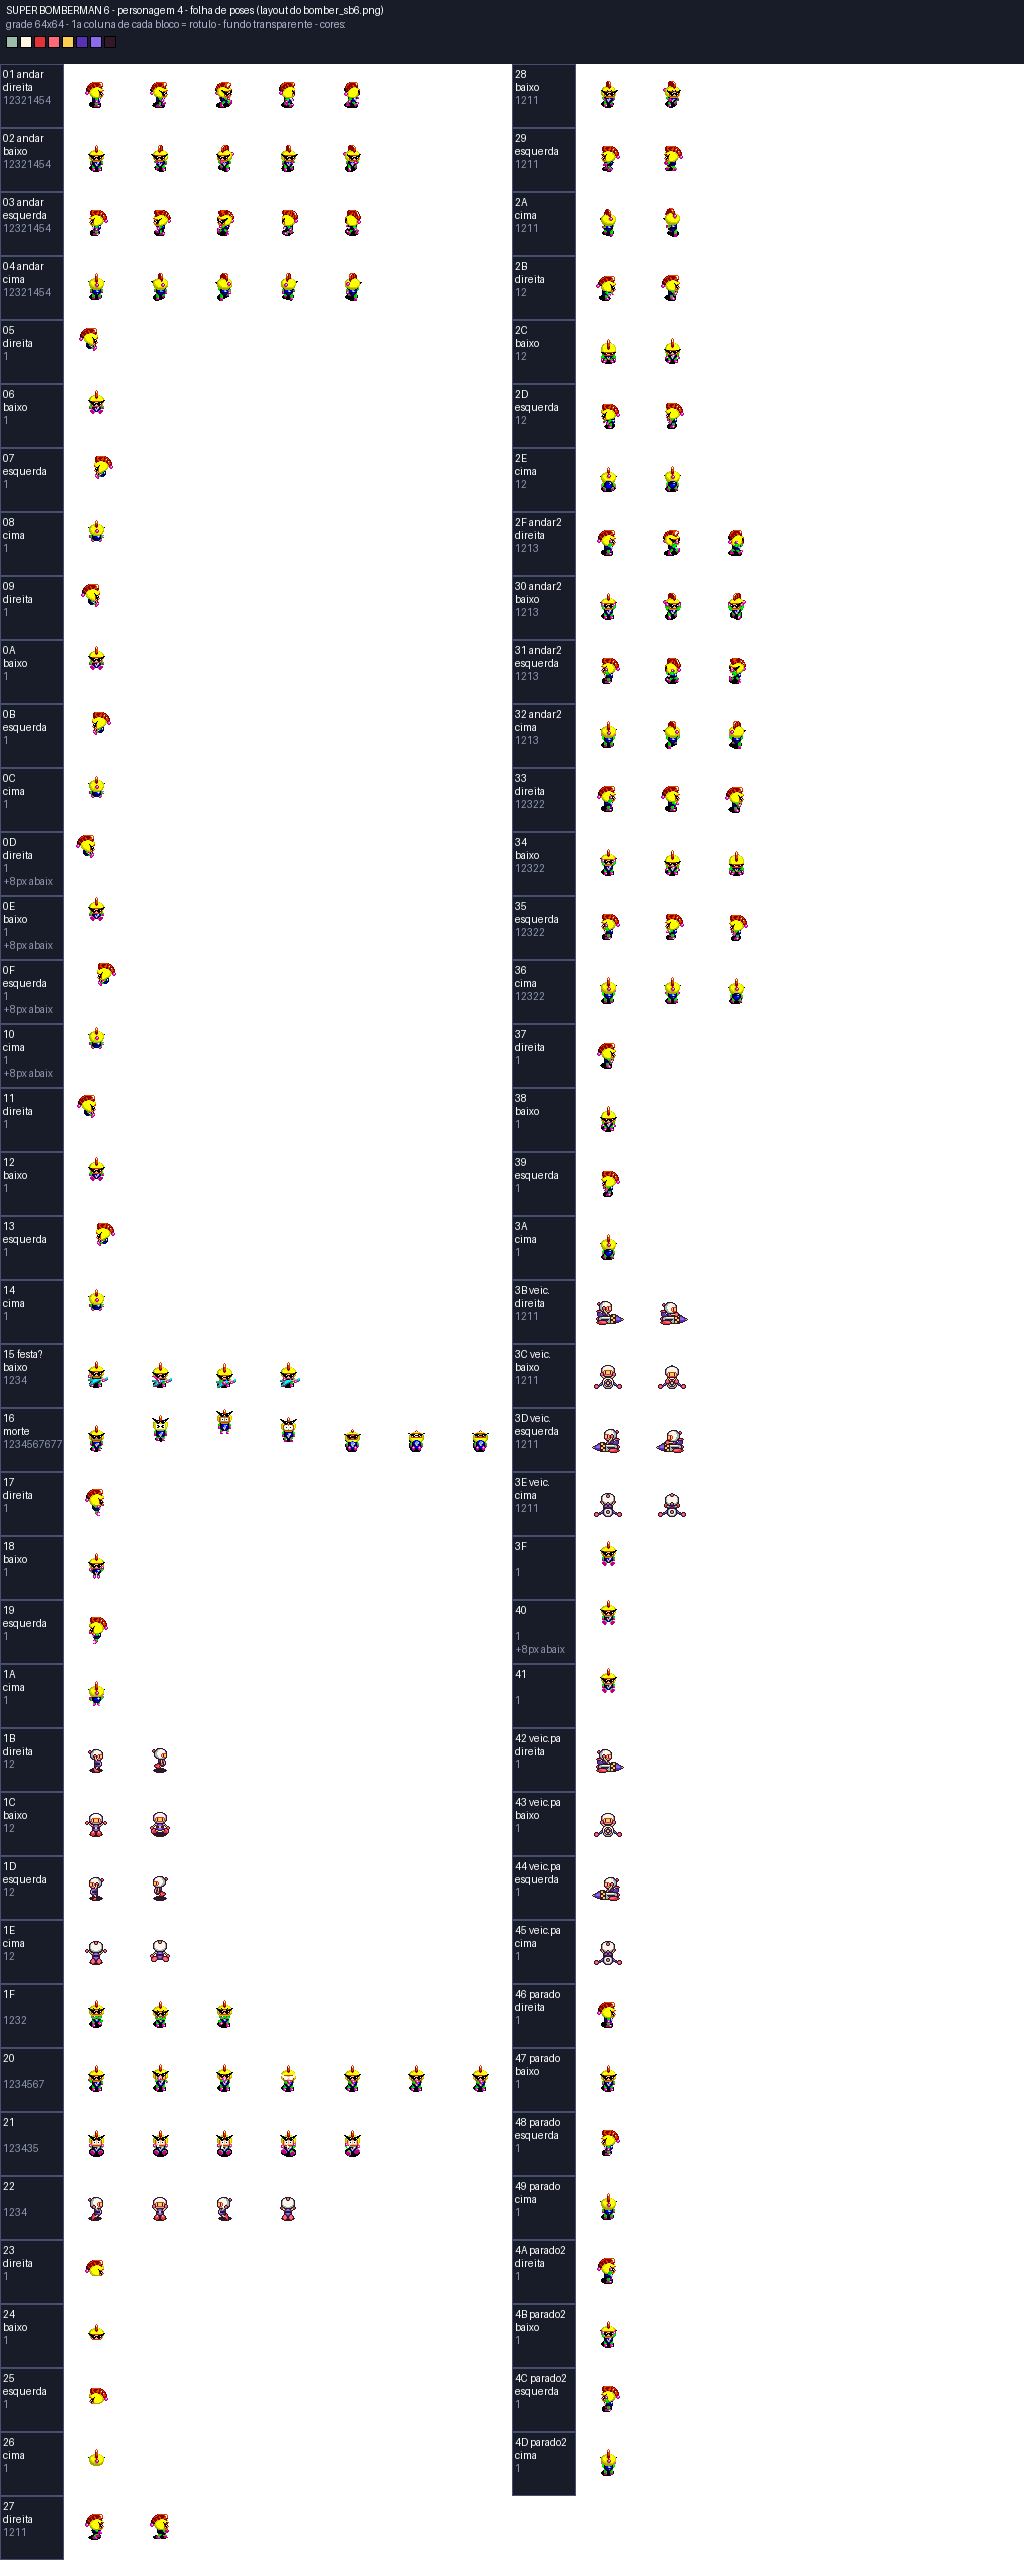 SUPER BOMBERMAN 6 - personagem 4 - folha de poses (layout do bomber_sb6.png)
grade 64x64 - 1a coluna de cada bloco = rotulo - fundo transparente - cores:
01 andar
direita
12321454
02 andar
baixo
12321454
03 andar
esquerda
12321454
04 andar
cima
12321454
05
direita
1
06
baixo
1
07
esquerda
1
08
cima
1
09
direita
1
0A
baixo
1
0B
esquerda
1
0C
cima
1
0D
direita
1
+8px abaix
0E
baixo
1
+8px abaix
0F
esquerda
1
+8px abaix
10
cima
1
+8px abaix
11
direita
1
12
baixo
1
13
esquerda
1
14
cima
1
15 festa?
baixo
1234
16
morte
1234567677
17
direita
1
18
baixo
1
19
esquerda
1
1A
cima
1
1B
direita
12
1C
baixo
12
1D
esquerda
12
1E
cima
12
1F
1232
20
1234567
21
123435
22
1234
23
direita
1
24
baixo
1
25
esquerda
1
26
cima
1
27
direita
1211
28
baixo
1211
29
esquerda
1211
2A
cima
1211
2B
direita
12
2C
baixo
12
2D
esquerda
12
2E
cima
12
2F andar2
direita
1213
30 andar2
baixo
1213
31 andar2
esquerda
1213
32 andar2
cima
1213
33
direita
12322
34
baixo
12322
35
esquerda
12322
36
cima
12322
37
direita
1
38
baixo
1
39
esquerda
1
3A
cima
1
3B veic.
direita
1211
3C veic.
baixo
1211
3D veic.
esquerda
1211
3E veic.
cima
1211
3F
1
40
1
+8px abaix
41
1
42 veic.pa
direita
1
43 veic.pa
baixo
1
44 veic.pa
esquerda
1
45 veic.pa
cima
1
46 parado
direita
1
47 parado
baixo
1
48 parado
esquerda
1
49 parado
cima
1
4A parado2
direita
1
4B parado2
baixo
1
4C parado2
esquerda
1
4D parado2
cima
1